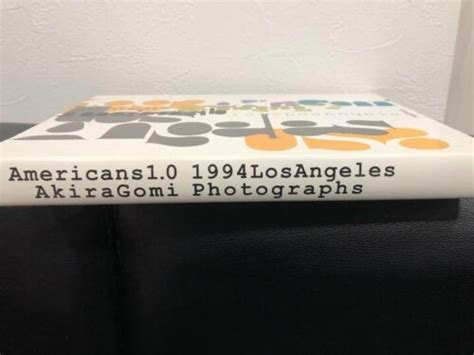 Americans1.0 1994LosAngeles
AkiraGomi Photographs